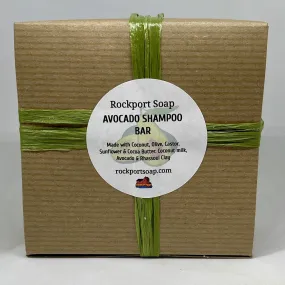 Rockport Soap
AVOCADO SHAMPOO
BAR
Made with Coconut, Olive, Castor,
Sunflower & Cocoa Butter, Coconut milk,
Avocado & Rhassoul Clay
rockportsoap.com